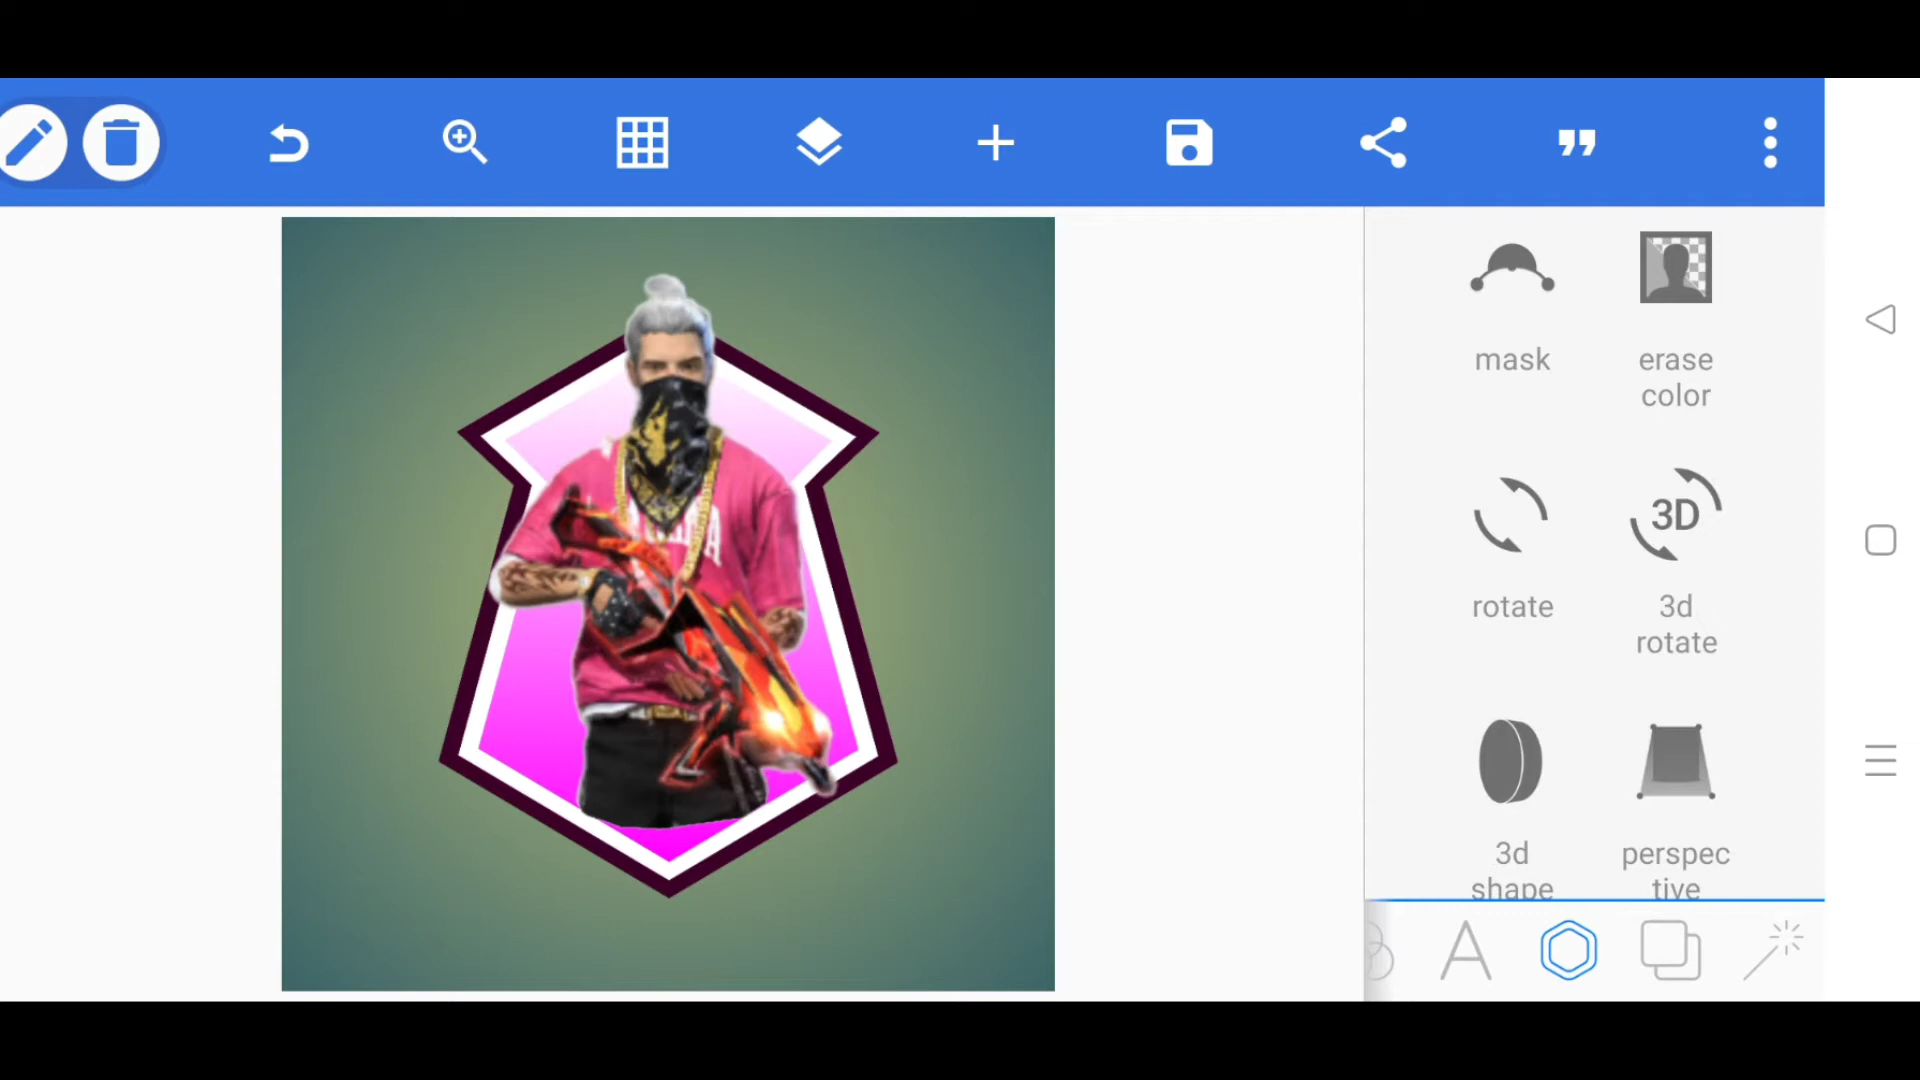 mask
erase
color
rotate
3D
3d
rotate
3d
shape
perspec
tive
A